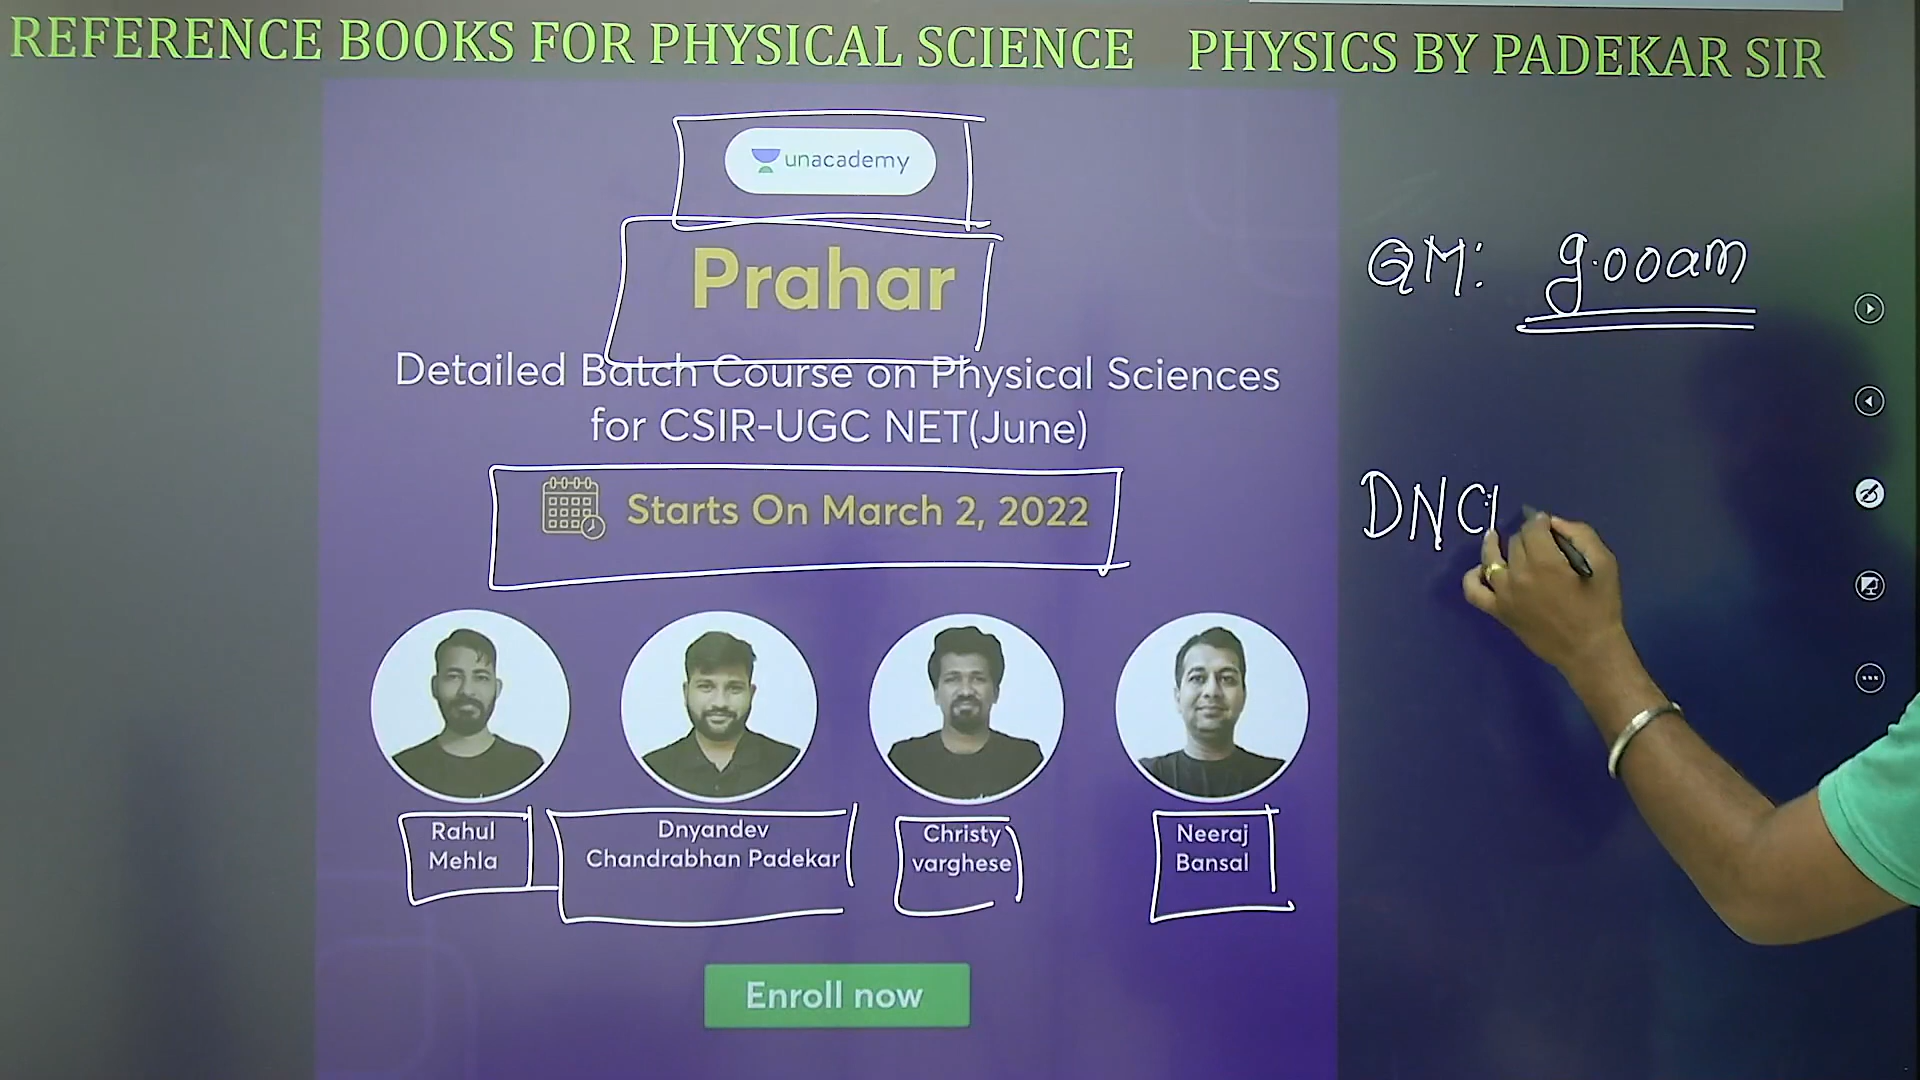 REFERENCE BOOKS FOR PHYSICAL SCIENCE PHYSICS BY PADEKAR SIR
unacademy
Prahar
Detailed Batch Course on Physical Sciences
for CSIR-UGC NET(June)
Starts On March 2, 2022
QM: 9.00am
DNC
Rahul
Mehla
Dnyandev
Chandrabhan Padekar
Christy
varghese
Neeraj
Bansal
Enroll now